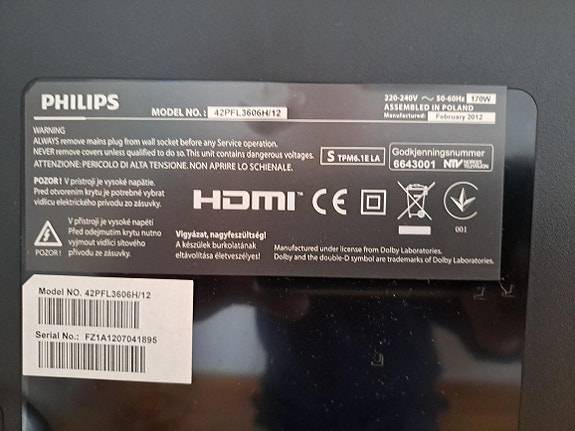 PHILIPS
MODEL NO. : 42PFL3606H/12
220-240V ~ 50-60Hz 170W
ASSEMBLED IN POLAND
Manufactured: February 2012
WARNING
ALWAYS remove mains plug from wall socket before any Service operation.
NEVER remove covers unless qualified to do so. This unit contains dangerous voltages.
ATTENZIONE: PERICOLO DI ALTA TENSIONE. NON APRIRE LO SCHIENALE.
S TPM6.1E LA
Godkjenningsnummer
6643001 NTV NORGES TELEVISJON
POZOR! V prístroji je vysoké napätie.
Pred otvorením krytu je potrebné vybrať
vidlicu elektrického prívodu zo zásuvky.
HDMI™ CE E
001
POZOR!
V přístroji je vysoké napětí
Před odejmutím krytu nutno
vyjmout vidlici síťového
přívodu ze zásuvky.
Vigyázat, nagyfeszültség!
A készülek burkolatának
eltávolítása életveszélyes!
Manufactured under license from Dolby Laboratories.
Dolby and the double-D symbol are trademarks of Dolby Laboratories.
Model NO. 42PFL3606H/12
Serial No.: FZ1A1207041895